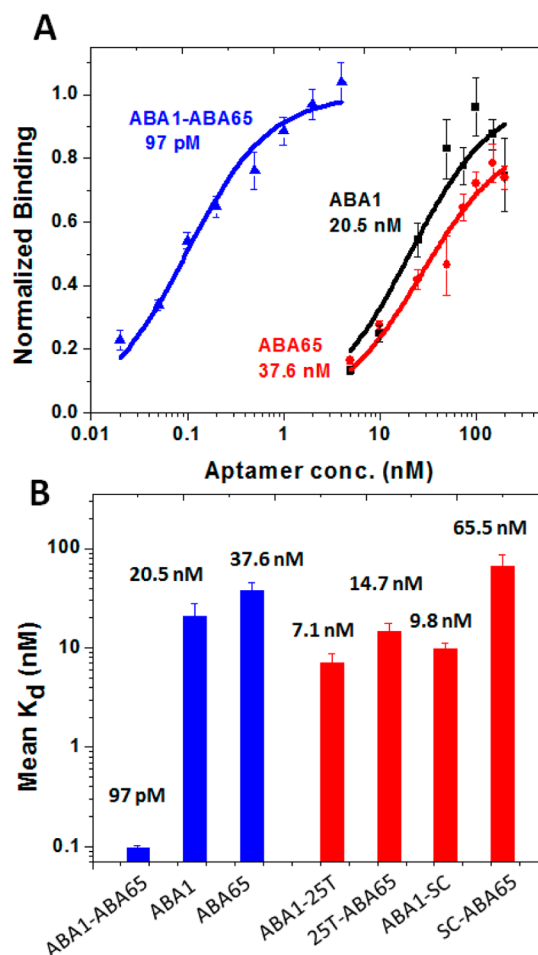 A
Normalized Binding
1.0
0.8
0.6
0.4
0.2
0.0
ABA1-ABA65
97 pM
ABA1
20.5 nM
ABA65
37.6 nM
0.01
0.1
1
10
100
Aptamer conc. (nM)
B
Mean Kd (nM)
100
10
1
0.1
97 pM
20.5 nM
37.6 nM
7.1 nM
14.7 nM
9.8 nM
65.5 nM
ABA1-ABA65
ABA1
ABA65
ABA1-25T
25T-ABA65
ABA1-SC
SC-ABA65